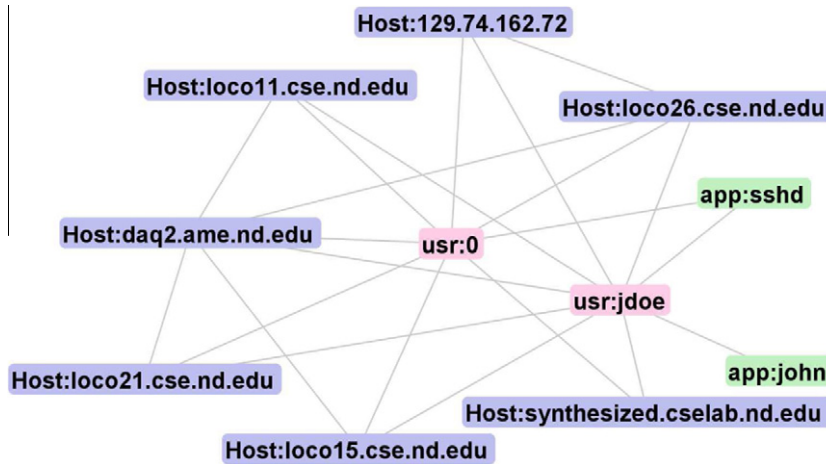 Host:129.74.162.72
Host:loco11.cse.nd.edu
Host:loco26.cse.nd.edu
app:sshd
Host:daq2.ame.nd.edu
usr:0
usr:jdoe
app:john
Host:loco21.cse.nd.edu
Host:synthesized.cselab.nd.edu
Host:loco15.cse.nd.edu